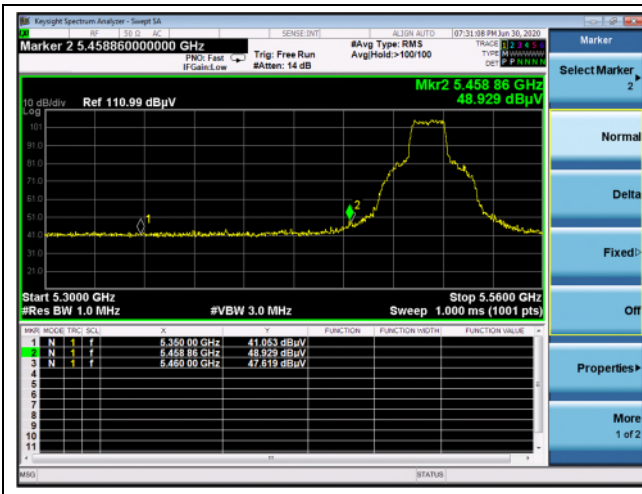 Keysight Spectrum Analyzer - Swept SA
RF 50 Ω AC SENSE:INT ALIGN AUTO 07:31:08 PM Jun 30, 2020
Marker 2 5.458860000000 GHz
PNO: Fast
IFGain:Low
Trig: Free Run
#Atten: 14 dB
#Avg Type: RMS
Avg|Hold:>100/100
TRACE 1 2 3 4 5 6
TYPE M W W W W W
DET P P N N N N
Mkr2 5.458 86 GHz
48.929 dBµV
10 dB/div Ref 110.99 dBµV
Log
101
91.0
81.0
71.0
61.0
51.0
41.0
31.0
21.0
1
2
Start 5.3000 GHz
Stop 5.5600 GHz
#Res BW 1.0 MHz
#VBW 3.0 MHz
Sweep 1.000 ms (1001 pts)
MKR MODE TRC SCL X Y FUNCTION FUNCTION WIDTH FUNCTION VALUE
1 N 1 f 5.350 00 GHz 41.053 dBµV
2 N 1 f 5.458 86 GHz 48.929 dBµV
3 N 1 f 5.460 00 GHz 47.619 dBµV
4
5
6
7
8
9
10
11
MSG
STATUS
Marker
Select Marker
2
Normal
Delta
Fixed
Off
Properties
More
1 of 2